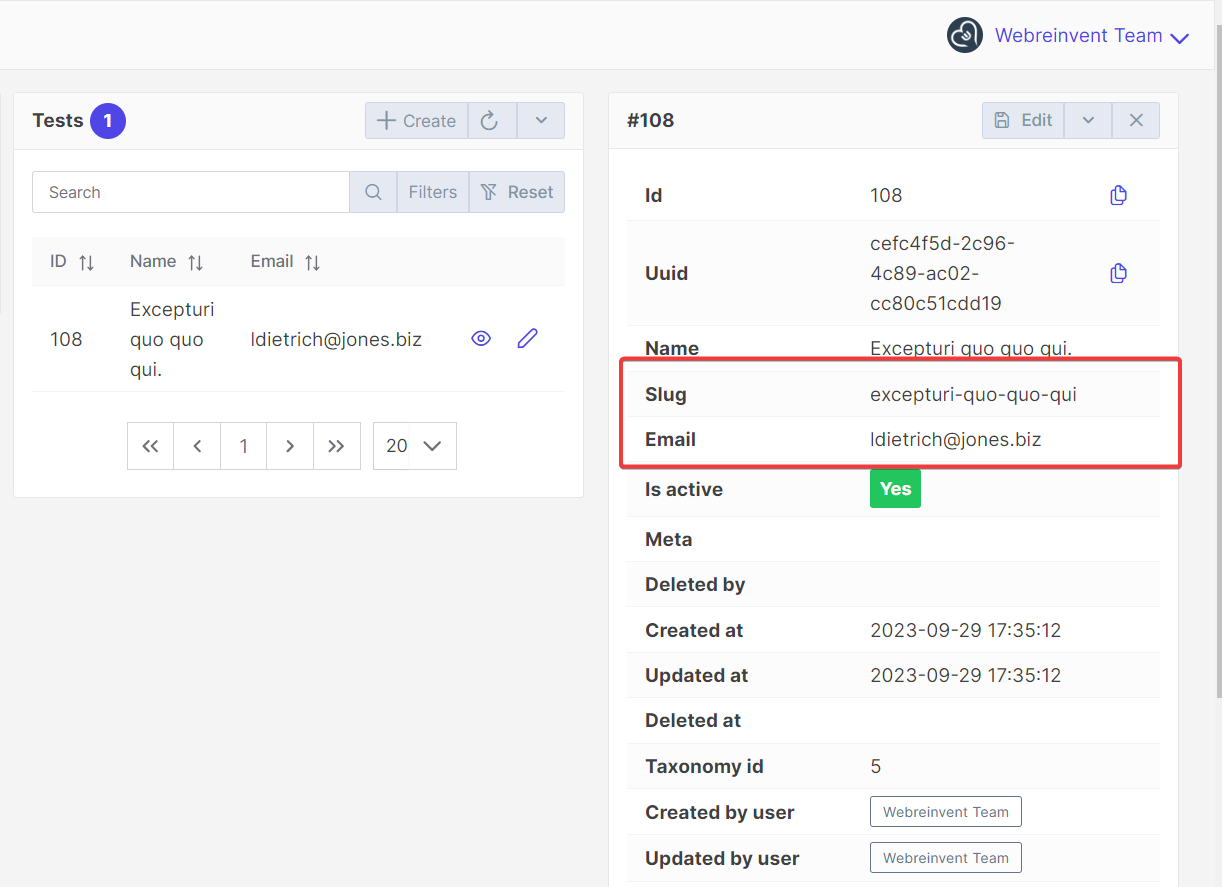 Webreinvent Team
Tests 1
Create
Search
Filters
Reset
ID Name Email
108 Excepturi quo quo qui. ldietrich@jones.biz
1
20
#108
Edit
Id 108
Uuid cefc4f5d-2c96-
4c89-ac02-
cc80c51cdd19
Name Excepturi quo quo qui.
Slug excepturi-quo-quo-qui
Email ldietrich@jones.biz
Is active Yes
Meta
Deleted by
Created at 2023-09-29 17:35:12
Updated at 2023-09-29 17:35:12
Deleted at
Taxonomy id 5
Created by user Webreinvent Team
Updated by user Webreinvent Team